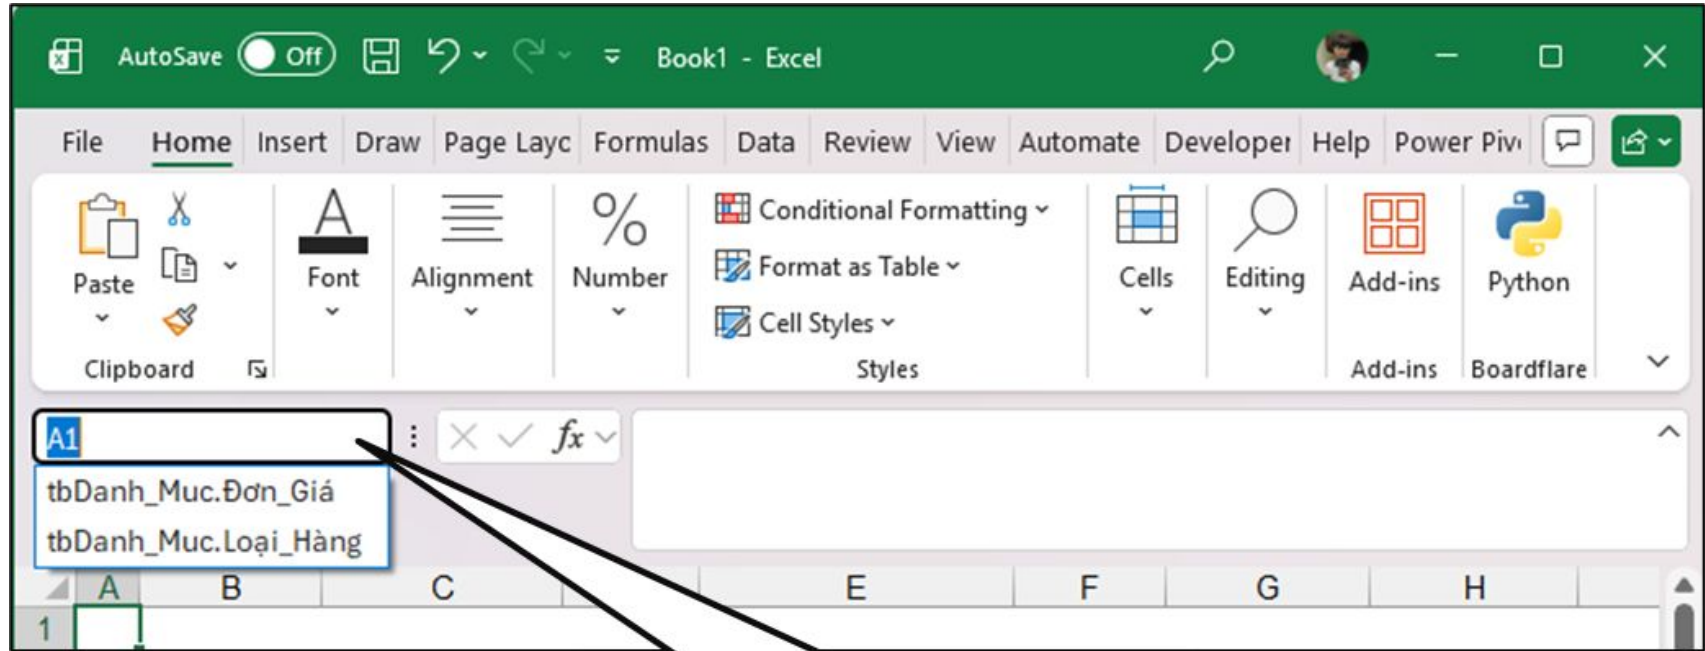 AutoSave Off Book1 - Excel
File Home Insert Draw Page Layc Formulas Data Review View Automate Developer Help Power Piv
Paste
Clipboard
Font
Alignment
%
Number
Conditional Formatting
Format as Table
Cell Styles
Styles
Cells
Editing
Add-ins
Add-ins
Python
Boardflare
A1
fx
tbDanh_Muc.Đơn_Giá
tbDanh_Muc.Loại_Hàng
A B C E F G H
1